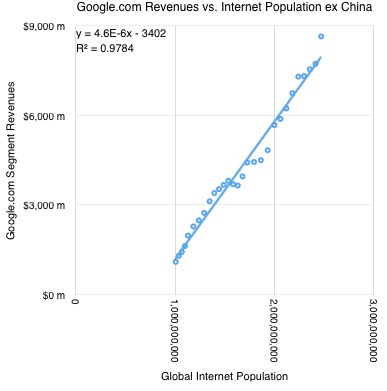 Google.com Revenues vs. Internet Population ex China
$9,000 m
y = 4.6E-6x - 3402
R² = 0.9784
$6,000 m
Google.com Segment Revenues
$3,000 m
$0 m
0
1,000,000,000
2,000,000,000
3,000,000,000
Global Internet Population